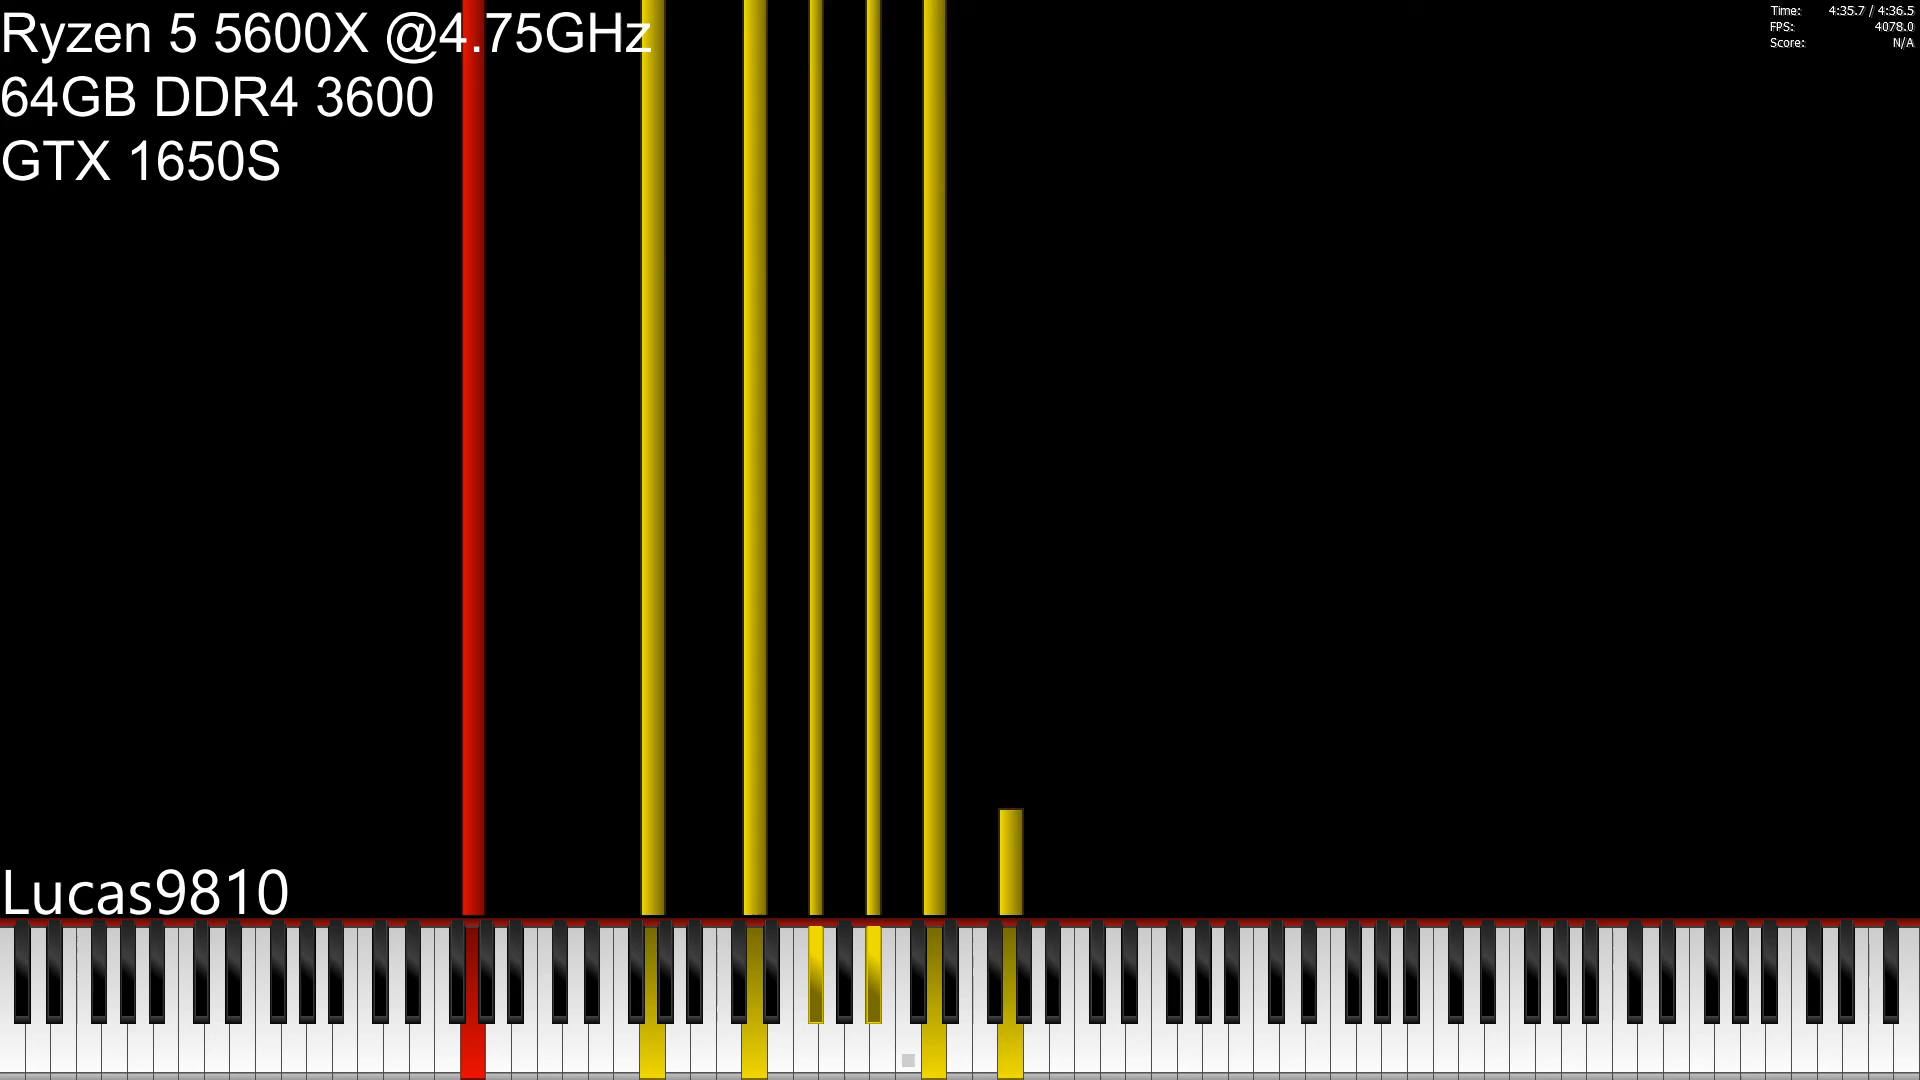 Ryzen 5 5600X @4.75GHz
64GB DDR4 3600
GTX 1650S
Time: 4:35.7 / 4:36.5
FPS: 4078.0
Score: N/A
Lucas9810